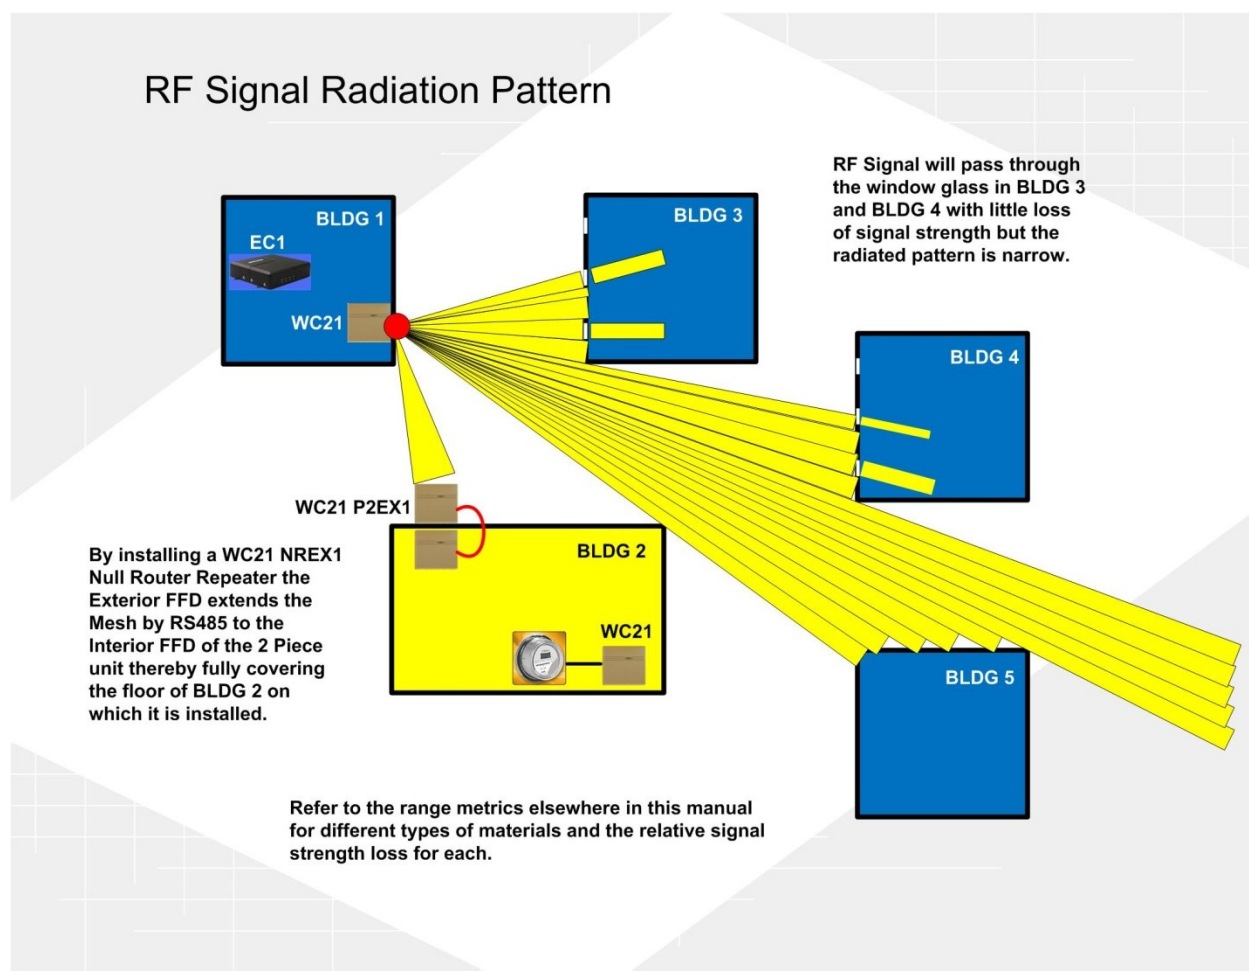 RF Signal Radiation Pattern
RF Signal will pass through
the window glass in BLDG 3
and BLDG 4 with little loss
of signal strength but the
radiated pattern is narrow.
BLDG 1
EC1
WC21
BLDG 3
BLDG 4
WC21 P2EX1
BLDG 2
WC21
BLDG 5
By installing a WC21 NREX1
Null Router Repeater the
Exterior FFD extends the
Mesh by RS485 to the
Interior FFD of the 2 Piece
unit thereby fully covering
the floor of BLDG 2 on
which it is installed.
Refer to the range metrics elsewhere in this manual
for different types of materials and the relative signal
strength loss for each.